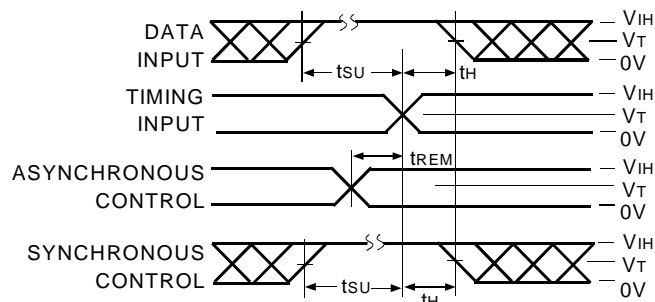 DATA INPUT
tSU
tH
VIH
VT
0V
TIMING INPUT
VIH
VT
0V
tREM
ASYNCHRONOUS CONTROL
VIH
VT
0V
SYNCHRONOUS CONTROL
tSU
tH
VIH
VT
0V